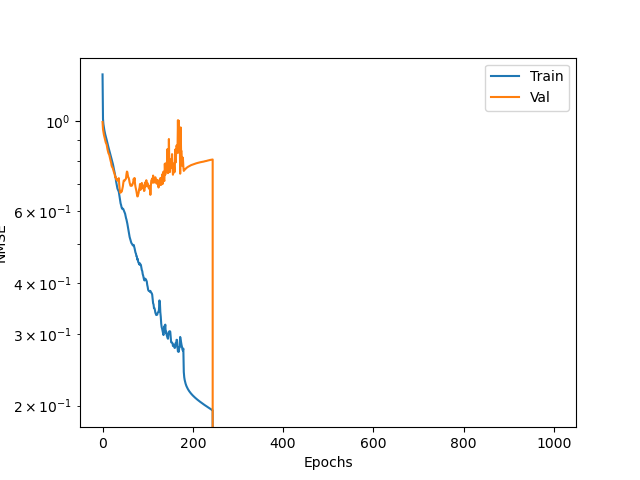 Train
Val
10⁰
6 × 10⁻¹
4 × 10⁻¹
3 × 10⁻¹
2 × 10⁻¹
NMSE
0 200 400 600 800 1000
Epochs